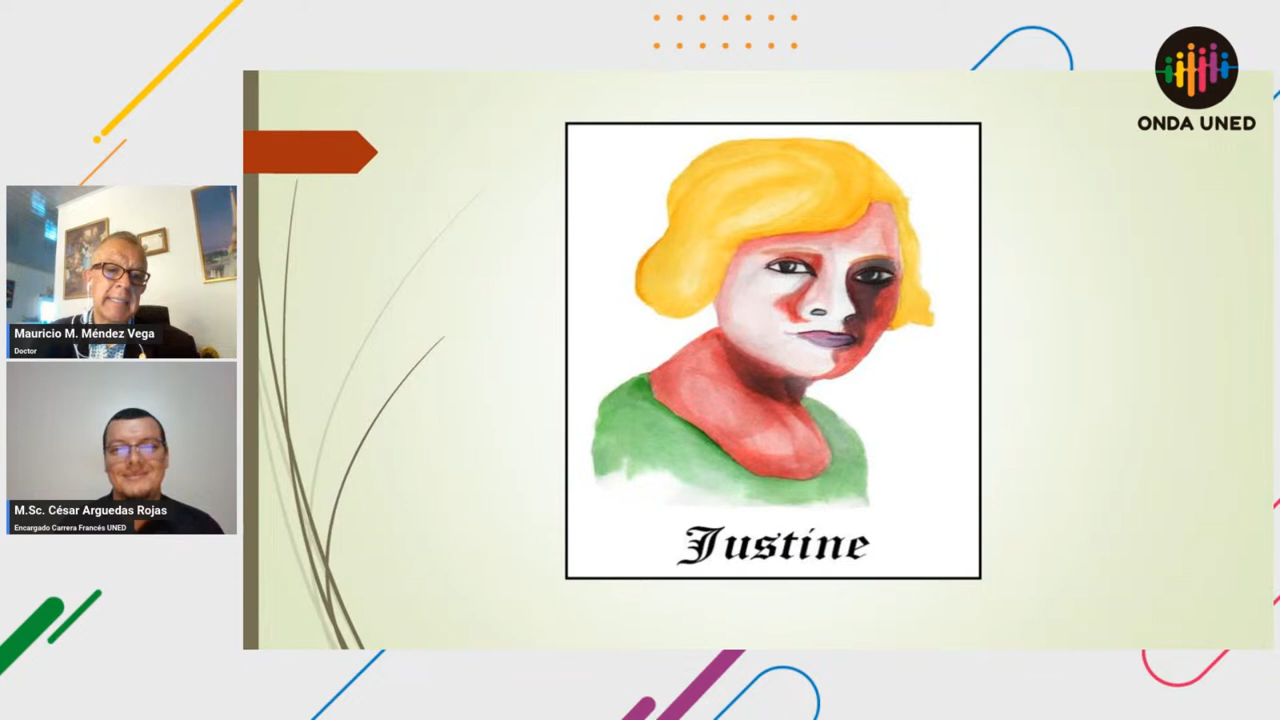 ONDA UNED
Mauricio M. Méndez Vega
Doctor
M.Sc. César Arguedas Rojas
Encargado Carrera Francés UNED
Justine